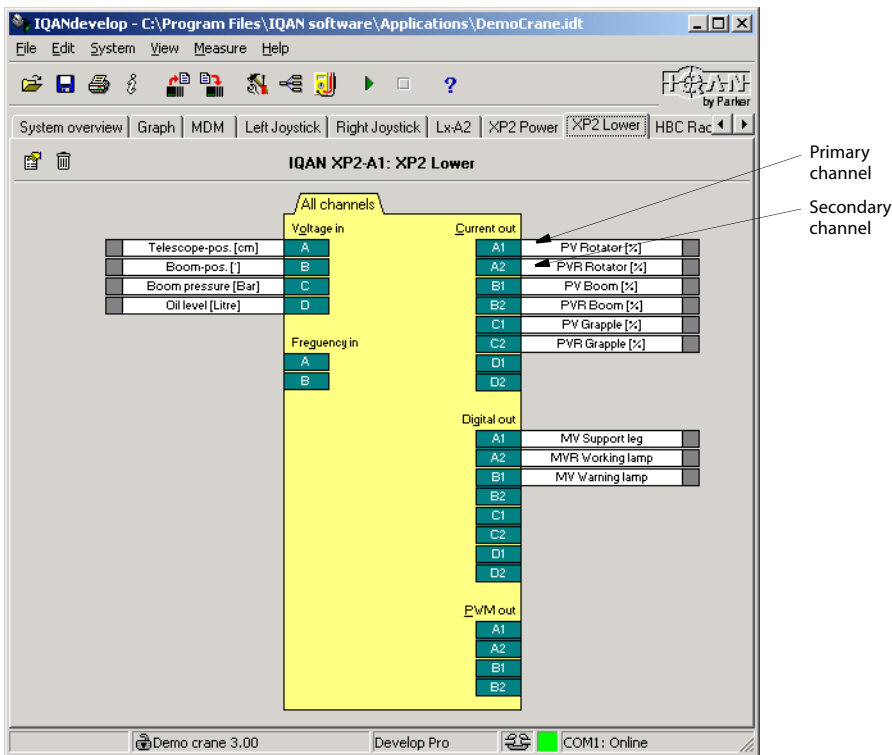 IQANdevelop - C:\Program Files\IQAN software\Applications\DemoCrane.idt
File Edit System View Measure Help
IQAN
by Parker
System overview Graph MDM Left Joystick Right Joystick Lx-A2 XP2 Power XP2 Lower HBC Rac
IQAN XP2-A1: XP2 Lower
Primary
channel
Secondary
channel
All channels
Voltage in
Telescope-pos. [cm] A
Boom-pos. [°] B
Boom pressure [Bar] C
Oil level [Litre] D
Freguency in
A
B
Current out
A1 PV Rotator [%]
A2 PVR Rotator [%]
B1 PV Boom [%]
B2 PVR Boom [%]
C1 PV Grapple [%]
C2 PVR Grapple [%]
D1
D2
Digital out
A1 MV Support leg
A2 MVR Working lamp
B1 MV Warning lamp
B2
C1
C2
D1
D2
PWM out
A1
A2
B1
B2
Demo crane 3.00 Develop Pro COM1: Online